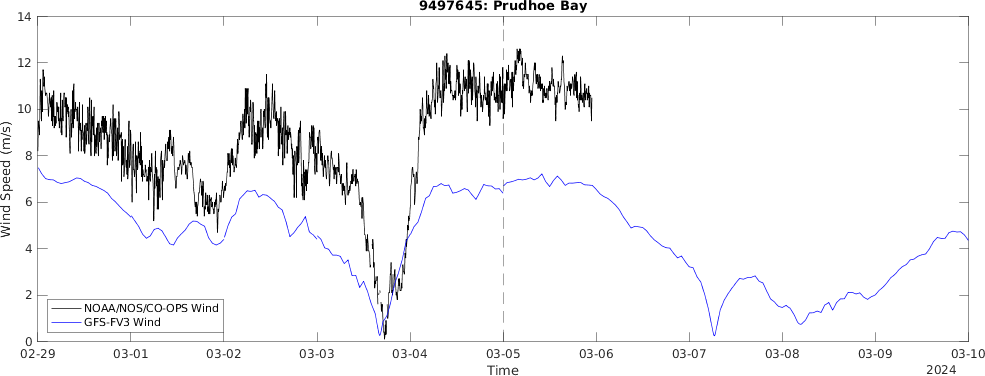 9497645: Prudhoe Bay
14
12
10
8
6
4
2
0
Wind Speed (m/s)
NOAA/NOS/CO-OPS Wind
GFS-FV3 Wind
02-29 03-01 03-02 03-03 03-04 03-05 03-06 03-07 03-08 03-09 03-10
Time
2024